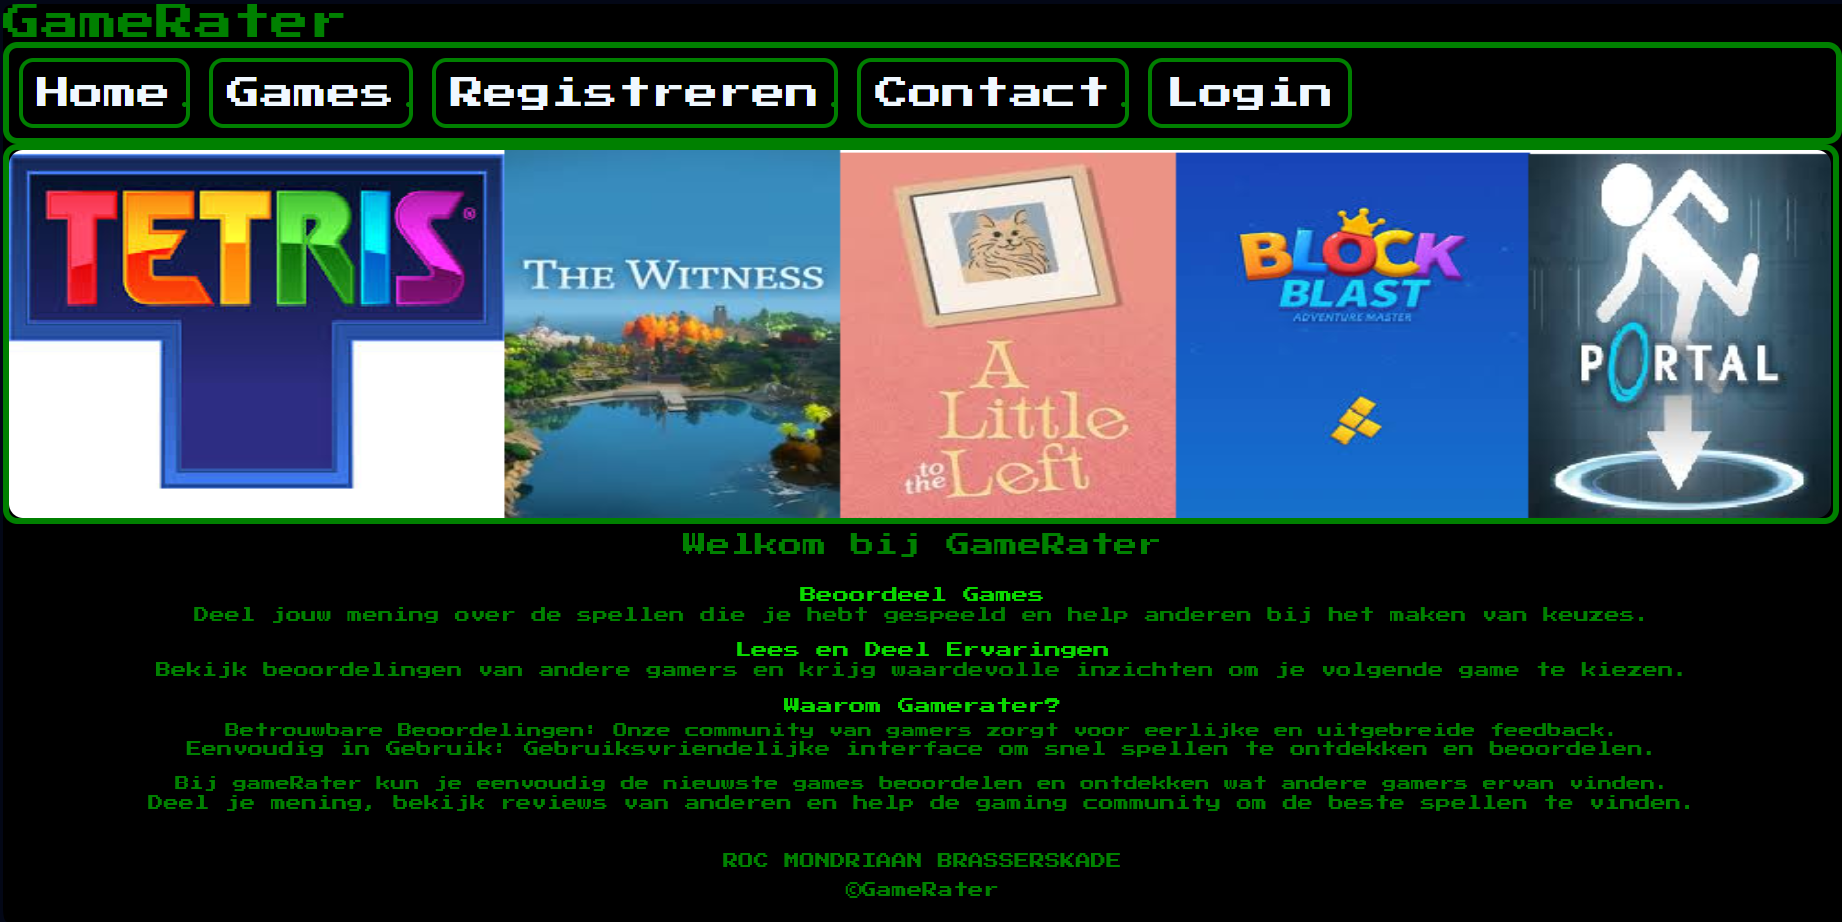 GameRater
Home Games Registreren Contact Login
TETRIS®
THE WITNESS
A
Little
to the Left
BLOCK
BLAST
ADVENTURE MASTER
PORTAL
Welkom bij GameRater
Beoordeel Games
Deel jouw mening over de spellen die je hebt gespeeld en help anderen bij het maken van keuzes.
Lees en Deel Ervaringen
Bekijk beoordelingen van andere gamers en krijg waardevolle inzichten om je volgende game te kiezen.
Waarom Gamerater?
Betrouwbare Beoordelingen: Onze community van gamers zorgt voor eerlijke en uitgebreide feedback.
Eenvoudig in Gebruik: Gebruiksvriendelijke interface om snel spellen te ontdekken en beoordelen.
Bij gameRater kun je eenvoudig de nieuwste games beoordelen en ontdekken wat andere gamers ervan vinden.
Deel je mening, bekijk reviews van anderen en help de gaming community om de beste spellen te vinden.
ROC MONDRIAAN BRASSERSKADE
©GameRater